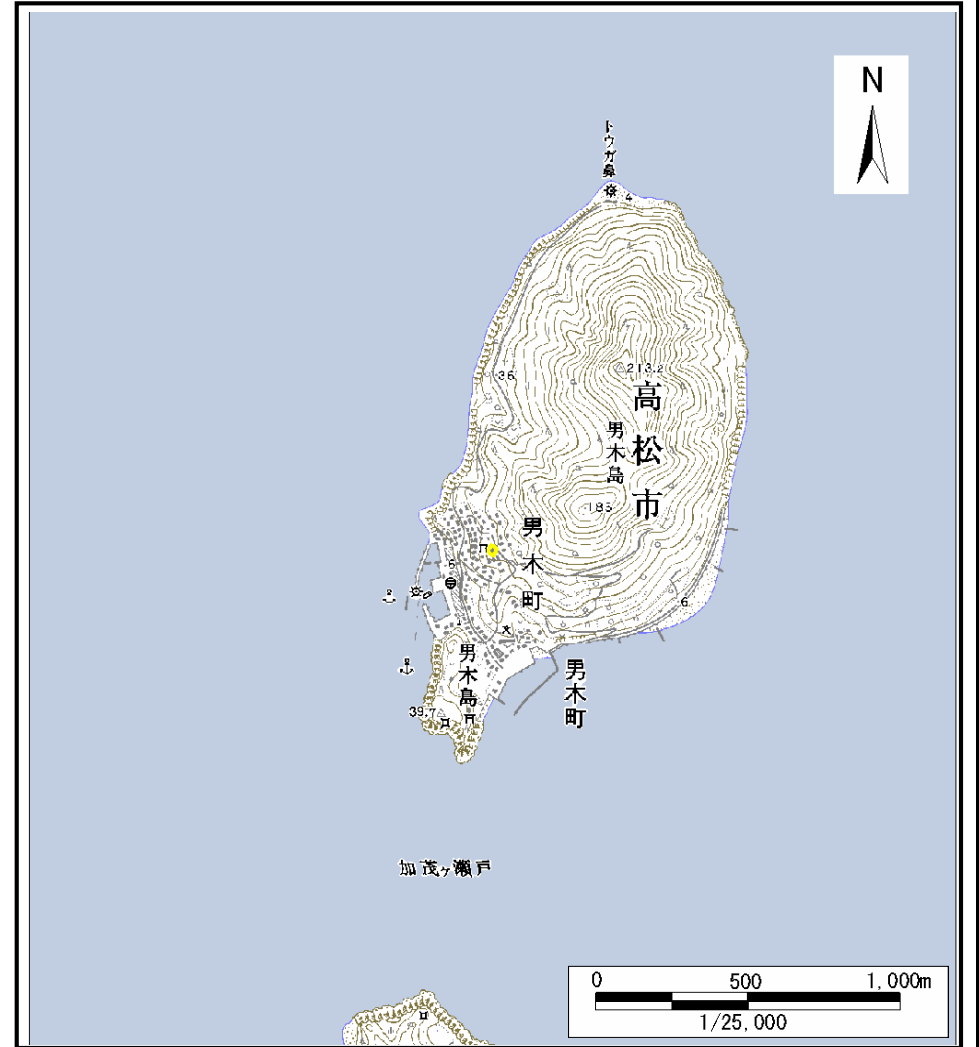 N
トウガ鼻
4
36
213.2
高松市
男木島
183
男木町
6
6
男木島
男木町
39.7
加茂ヶ瀬戸
0 500 1,000m
1/25,000